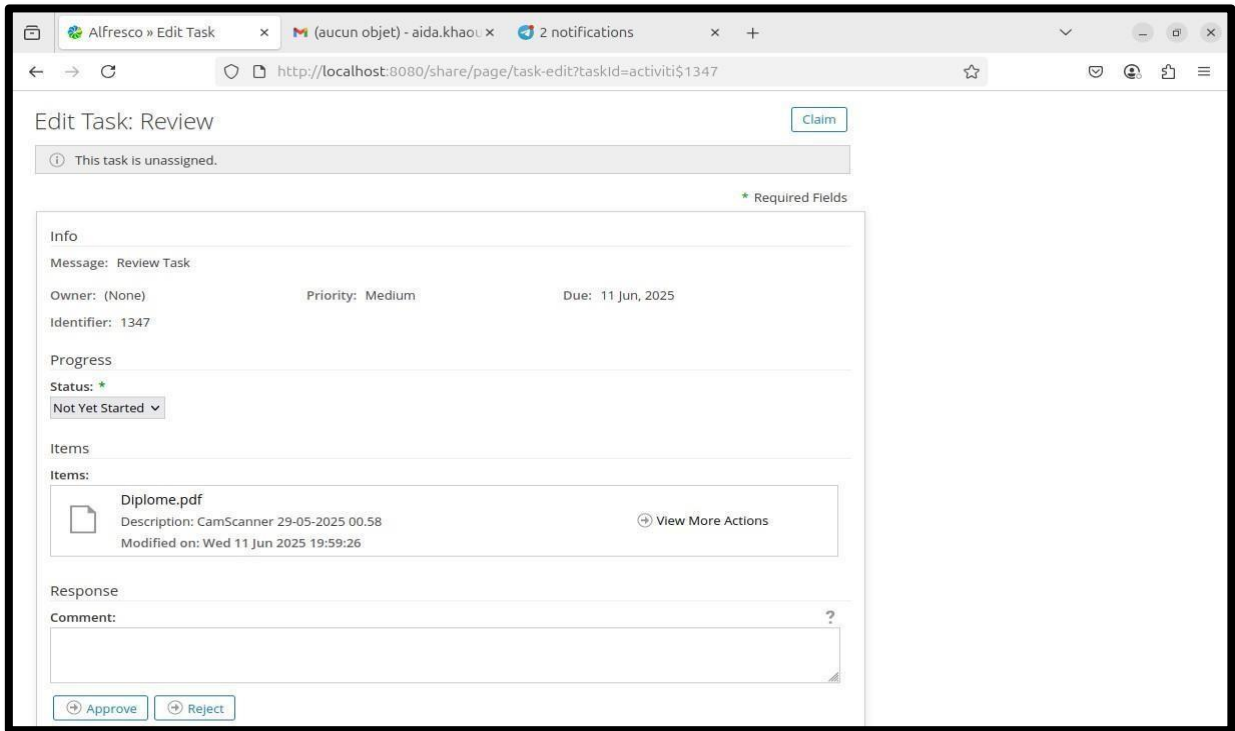 Alfresco » Edit Task
(aucun objet) - aida.khaou
2 notifications
http://localhost:8080/share/page/task-edit?taskId=activiti$1347
Edit Task: Review
Claim
This task is unassigned.
* Required Fields
Info
Message: Review Task
Owner: (None) Priority: Medium Due: 11 Jun, 2025
Identifier: 1347
Progress
Status: *
Not Yet Started
Items
Items:
Diplome.pdf
Description: CamScanner 29-05-2025 00.58
View More Actions
Modified on: Wed 11 Jun 2025 19:59:26
Response
Comment:
?
Approve
Reject